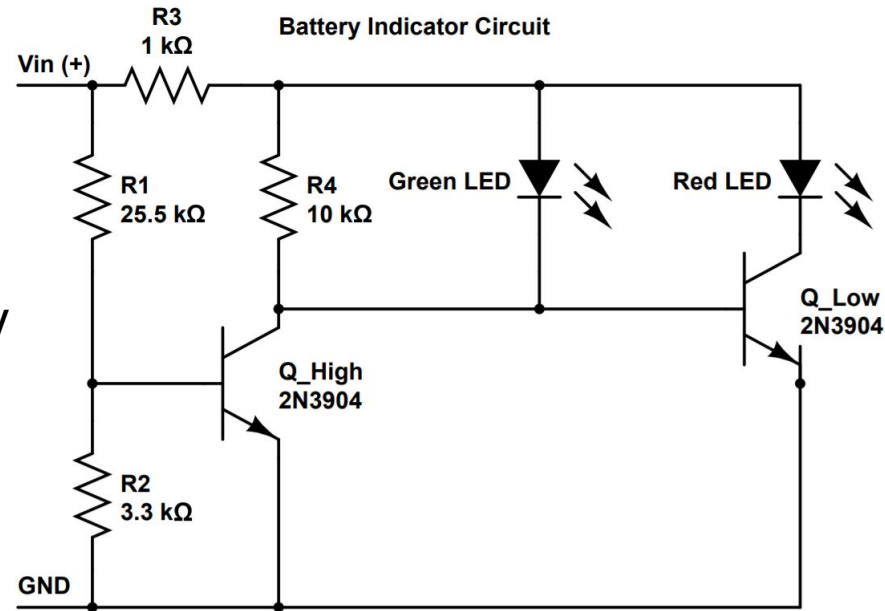 Battery Indicator Circuit
R3
1 kΩ
Vin (+)
R1
25.5 kΩ
R4
10 kΩ
Green LED
Red LED
Q_Low
2N3904
Q_High
2N3904
R2
3.3 kΩ
GND